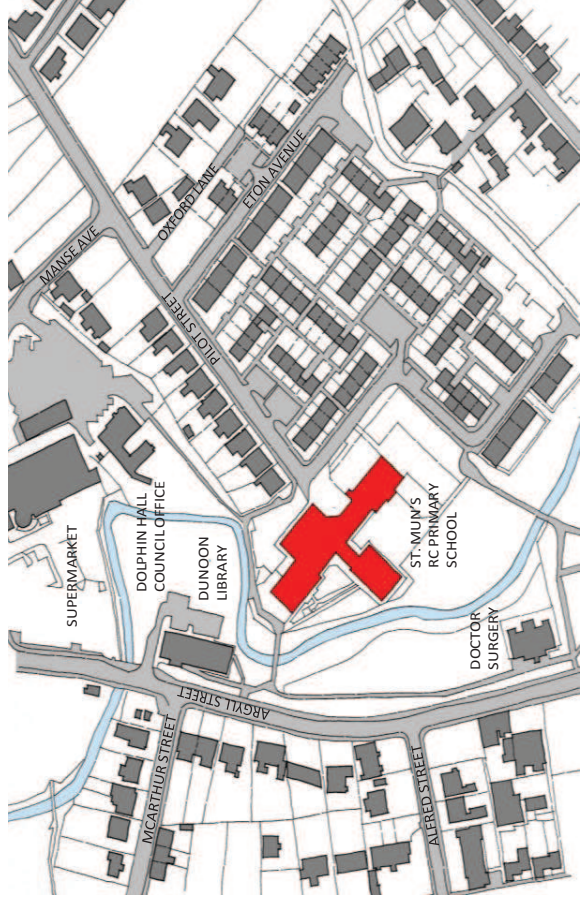 MANSE AVE
OXFORD LANE
ETON AVENUE
PILOT STREET
SUPERMARKET
DOLPHIN HALL
COUNCIL OFFICE
DUNOON
LIBRARY
ST. MUN'S
RC PRIMARY
SCHOOL
DOCTOR
SURGERY
ARGYLL STREET
MCARTHUR STREET
ALFRED STREET